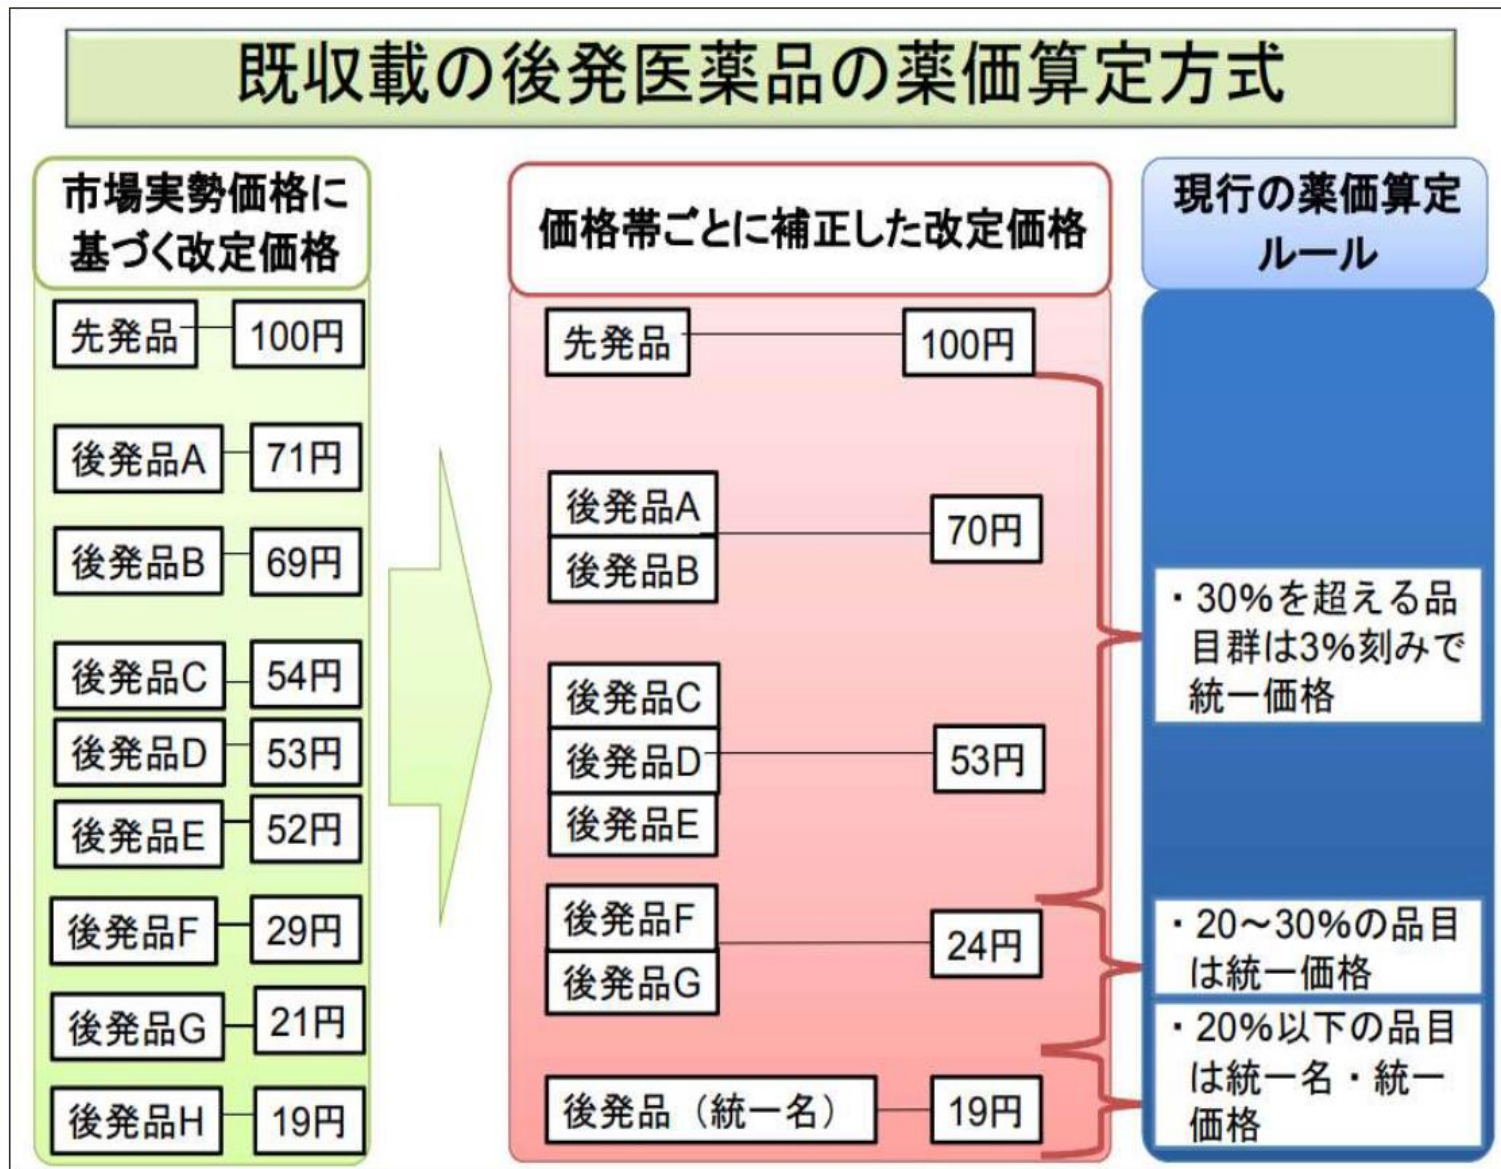 既収載の後発医薬品の薬価算定方式
市場実勢価格に
基づく改定価格
先発品
100円
後発品A
71円
後発品B
69円
後発品C
54円
後発品D
53円
後発品E
52円
後発品F
29円
後発品G
21円
後発品H
19円
価格帯ごとに補正した改定価格
先発品
100円
後発品A
後発品B
70円
後発品C
後発品D
後発品E
53円
後発品F
後発品G
24円
後発品（統一名）
19円
現行の薬価算定
ルール
・30%を超える品
目群は3%刻みで
統一価格
・20～30%の品目
は統一価格
・20%以下の品目
は統一名・統一
価格